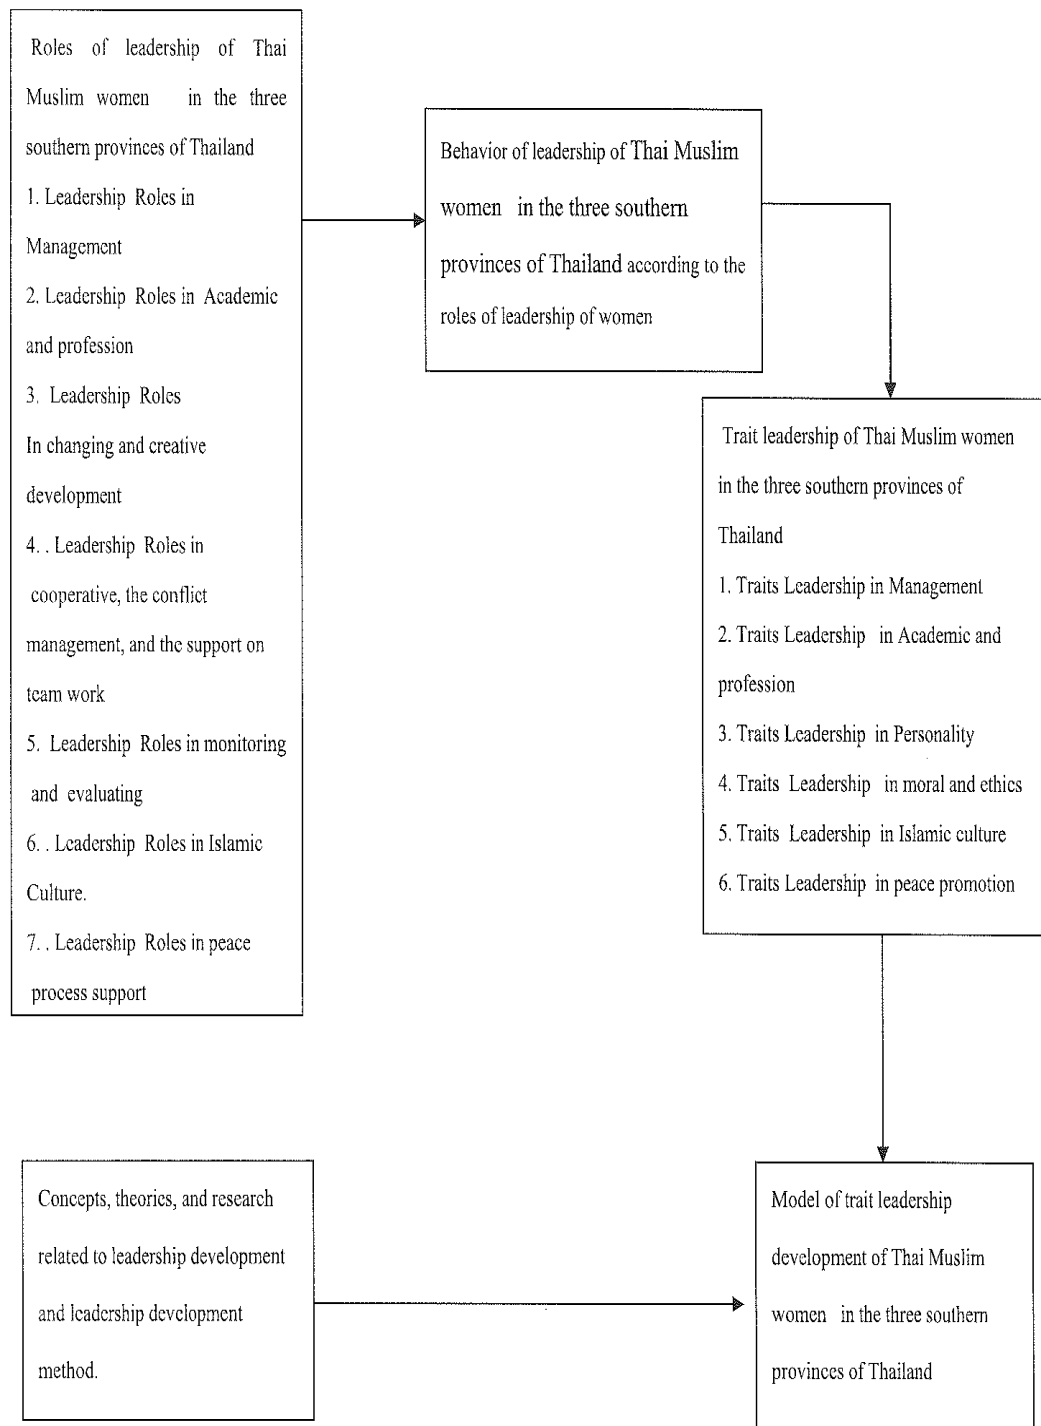 Roles of leadership of Thai
Muslim women in the three
southern provinces of Thailand
1. Leadership Roles in
Management
2. Leadership Roles in Academic
and profession
3. Leadership Roles
In changing and creative
development
4. . Leadership Roles in
cooperative, the conflict
management, and the support on
team work
5. Leadership Roles in monitoring
and evaluating
6. . Leadership Roles in Islamic
Culture.
7. . Leadership Roles in peace
process support
Behavior of leadership of Thai Muslim
women in the three southern
provinces of Thailand according to the
roles of leadership of women
Trait leadership of Thai Muslim women
in the three southern provinces of
Thailand
1. Traits Leadership in Management
2. Traits Leadership in Academic and
profession
3. Traits Leadership in Personality
4. Traits Leadership in moral and ethics
5. Traits Leadership in Islamic culture
6. Traits Leadership in peace promotion
Concepts, theories, and research
related to leadership development
and leadership development
method.
Model of trait leadership
development of Thai Muslim
women in the three southern
provinces of Thailand